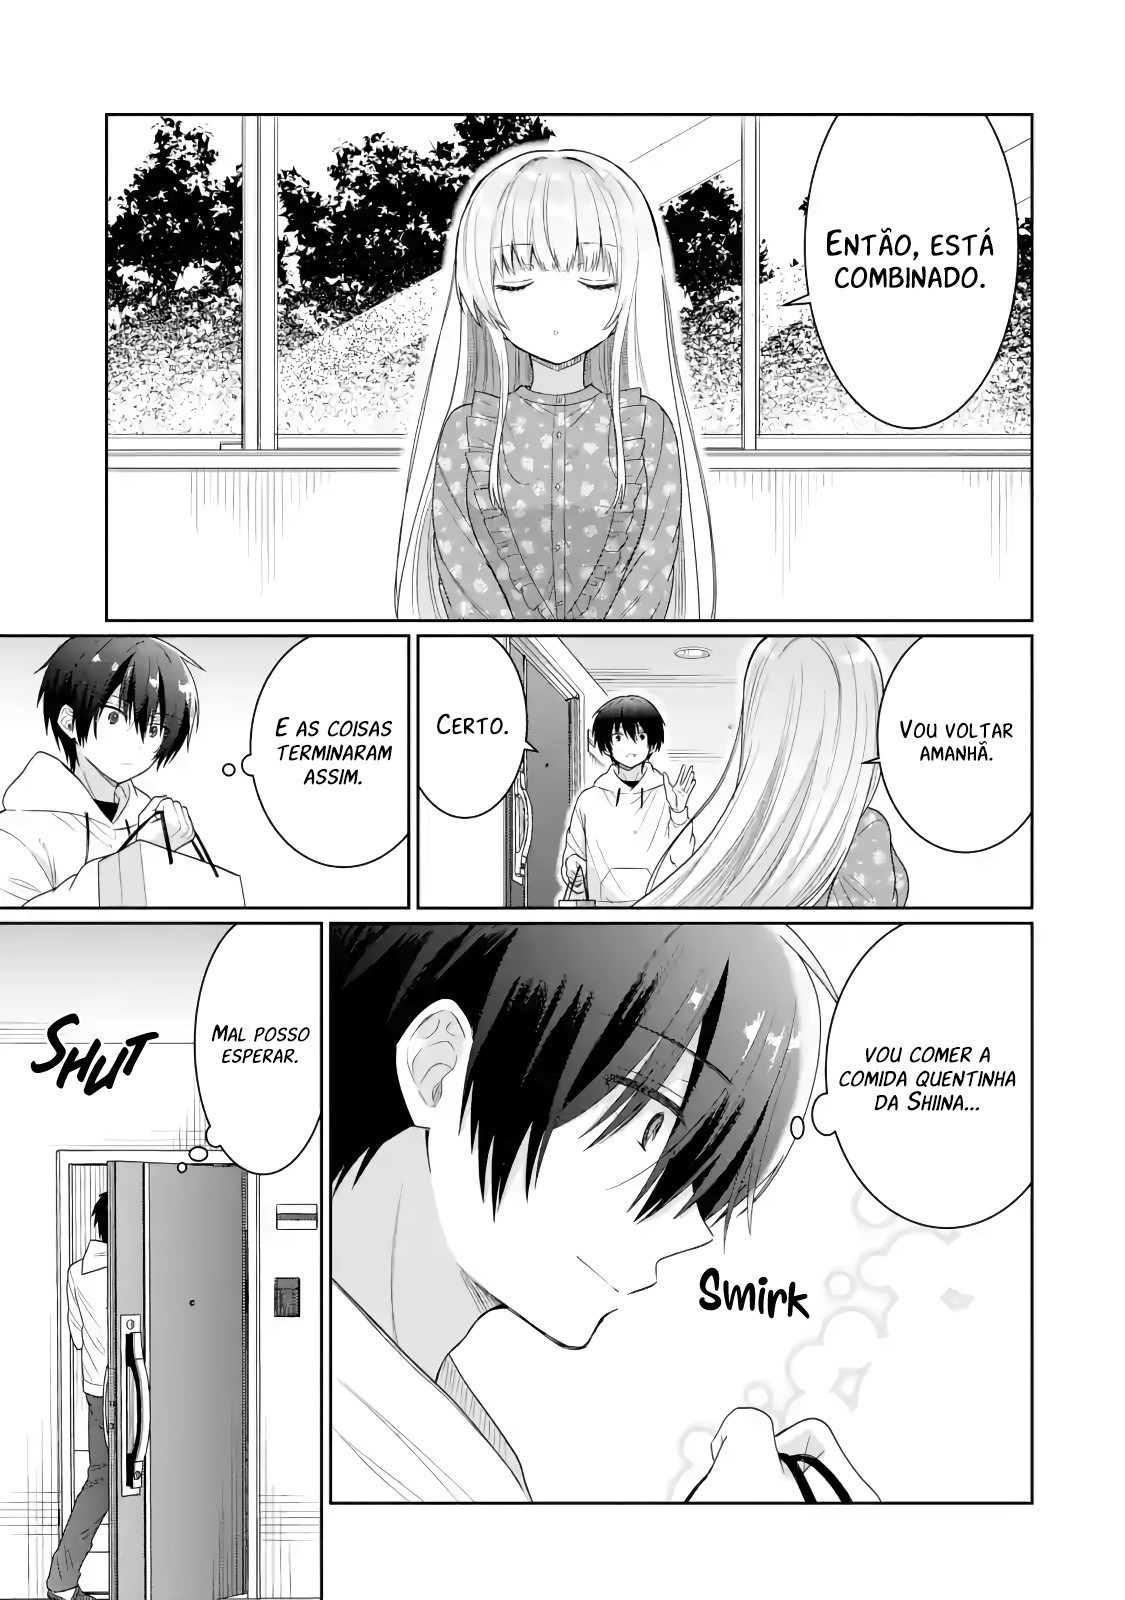 Então, está
combinado.
Vou voltar
amanhã.
Certo.
E as coisas
terminaram
assim.
vou comer a
comida quentinha
da Shiina...
Smirk
Mal posso
esperar.
Shut